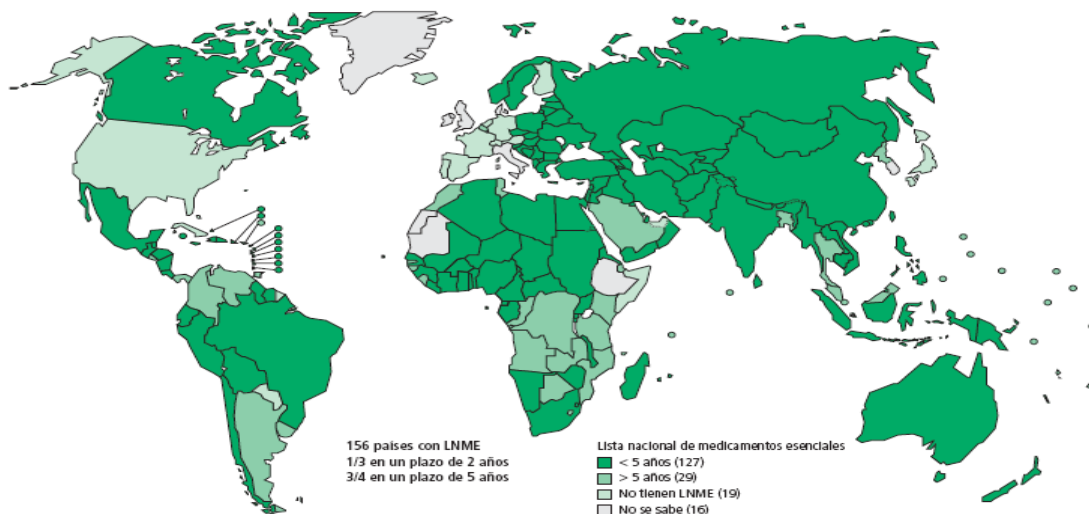 156 países con LNME
1/3 en un plazo de 2 años
3/4 en un plazo de 5 años
Lista nacional de medicamentos esenciales
< 5 años (127)
> 5 años (29)
No tienen LNME (19)
No se sabe (16)